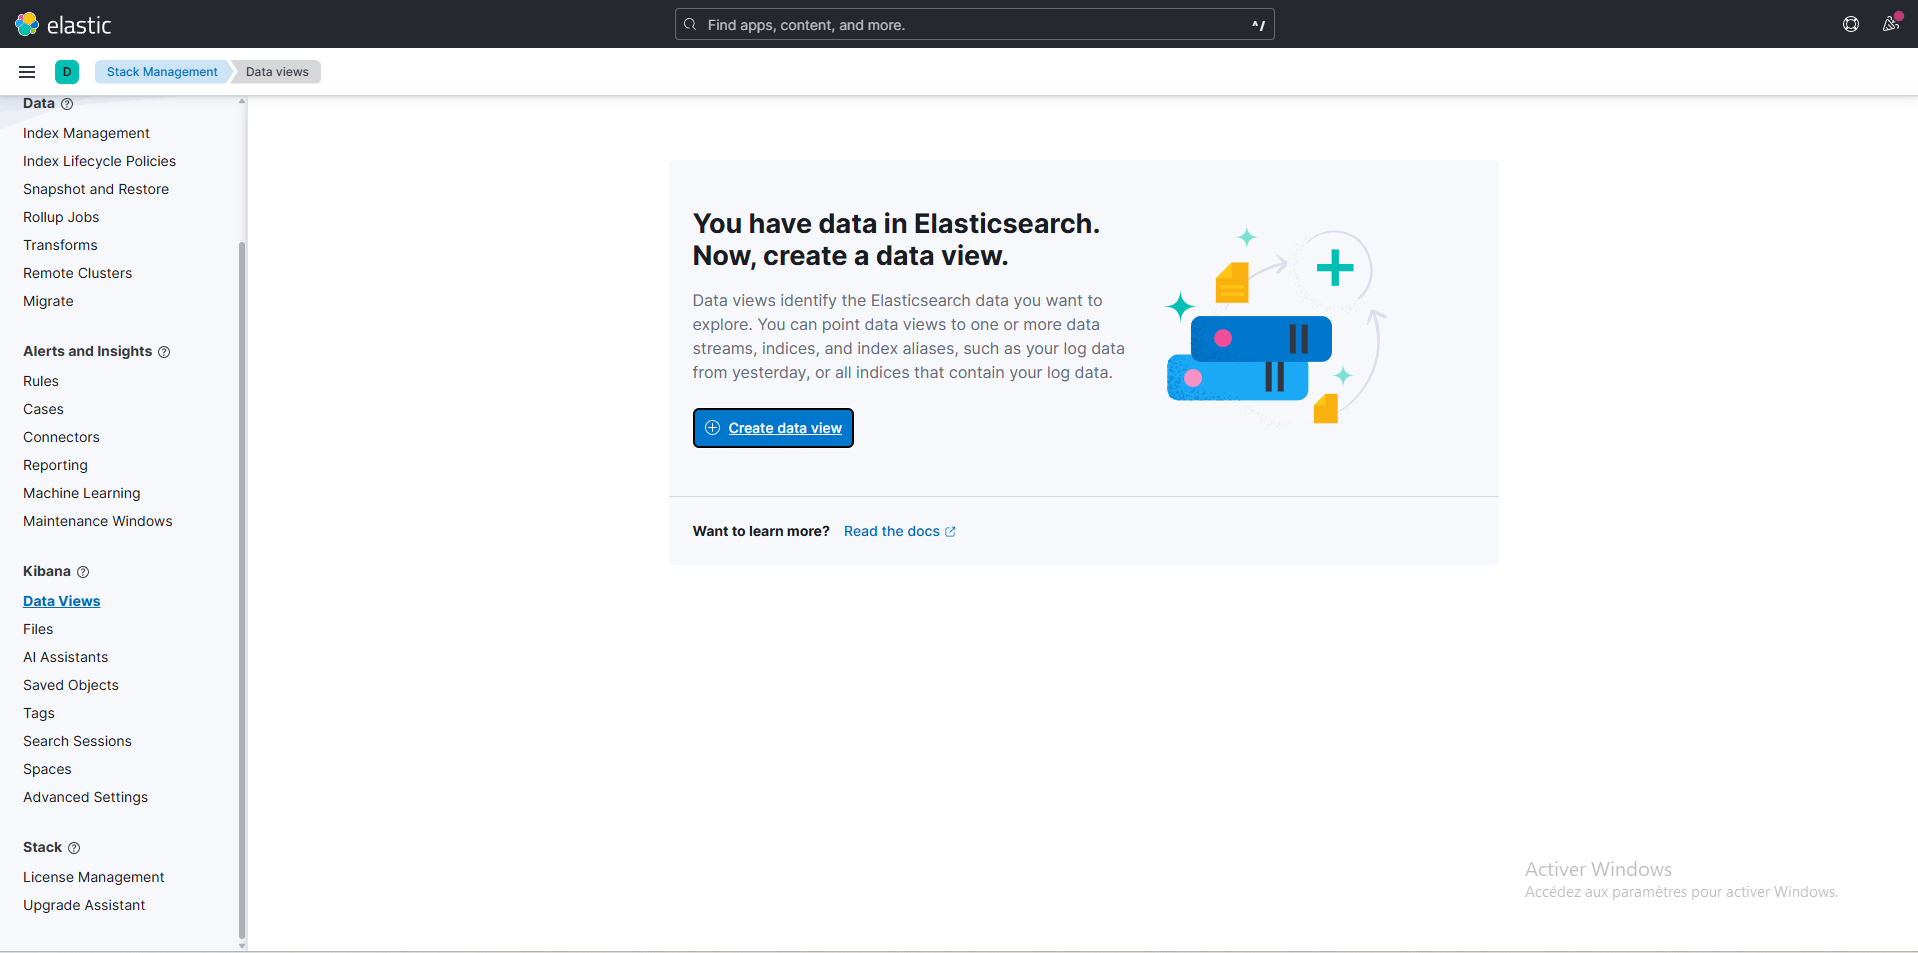 elastic
Find apps, content, and more.
^/
D
Stack Management
Data views
Data
Index Management
Index Lifecycle Policies
Snapshot and Restore
Rollup Jobs
Transforms
Remote Clusters
Migrate
Alerts and Insights
Rules
Cases
Connectors
Reporting
Machine Learning
Maintenance Windows
Kibana
Data Views
Files
AI Assistants
Saved Objects
Tags
Search Sessions
Spaces
Advanced Settings
Stack
License Management
Upgrade Assistant
You have data in Elasticsearch.
Now, create a data view.
Data views identify the Elasticsearch data you want to
explore. You can point data views to one or more data
streams, indices, and index aliases, such as your log data
from yesterday, or all indices that contain your log data.
Create data view
Want to learn more? Read the docs
Activer Windows
Accédez aux paramètres pour activer Windows.